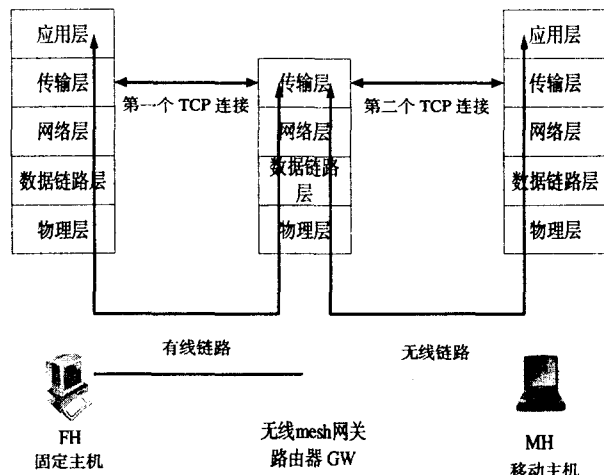 应用层
传输层
网络层
数据链路层
物理层
第一个 TCP 连接
传输层
网络层
数据链路
层
物理层
第二个 TCP 连接
应用层
传输层
网络层
数据链路层
物理层
有线链路
无线链路
FH
固定主机
无线mesh网关
路由器 GW
MH
移动主机